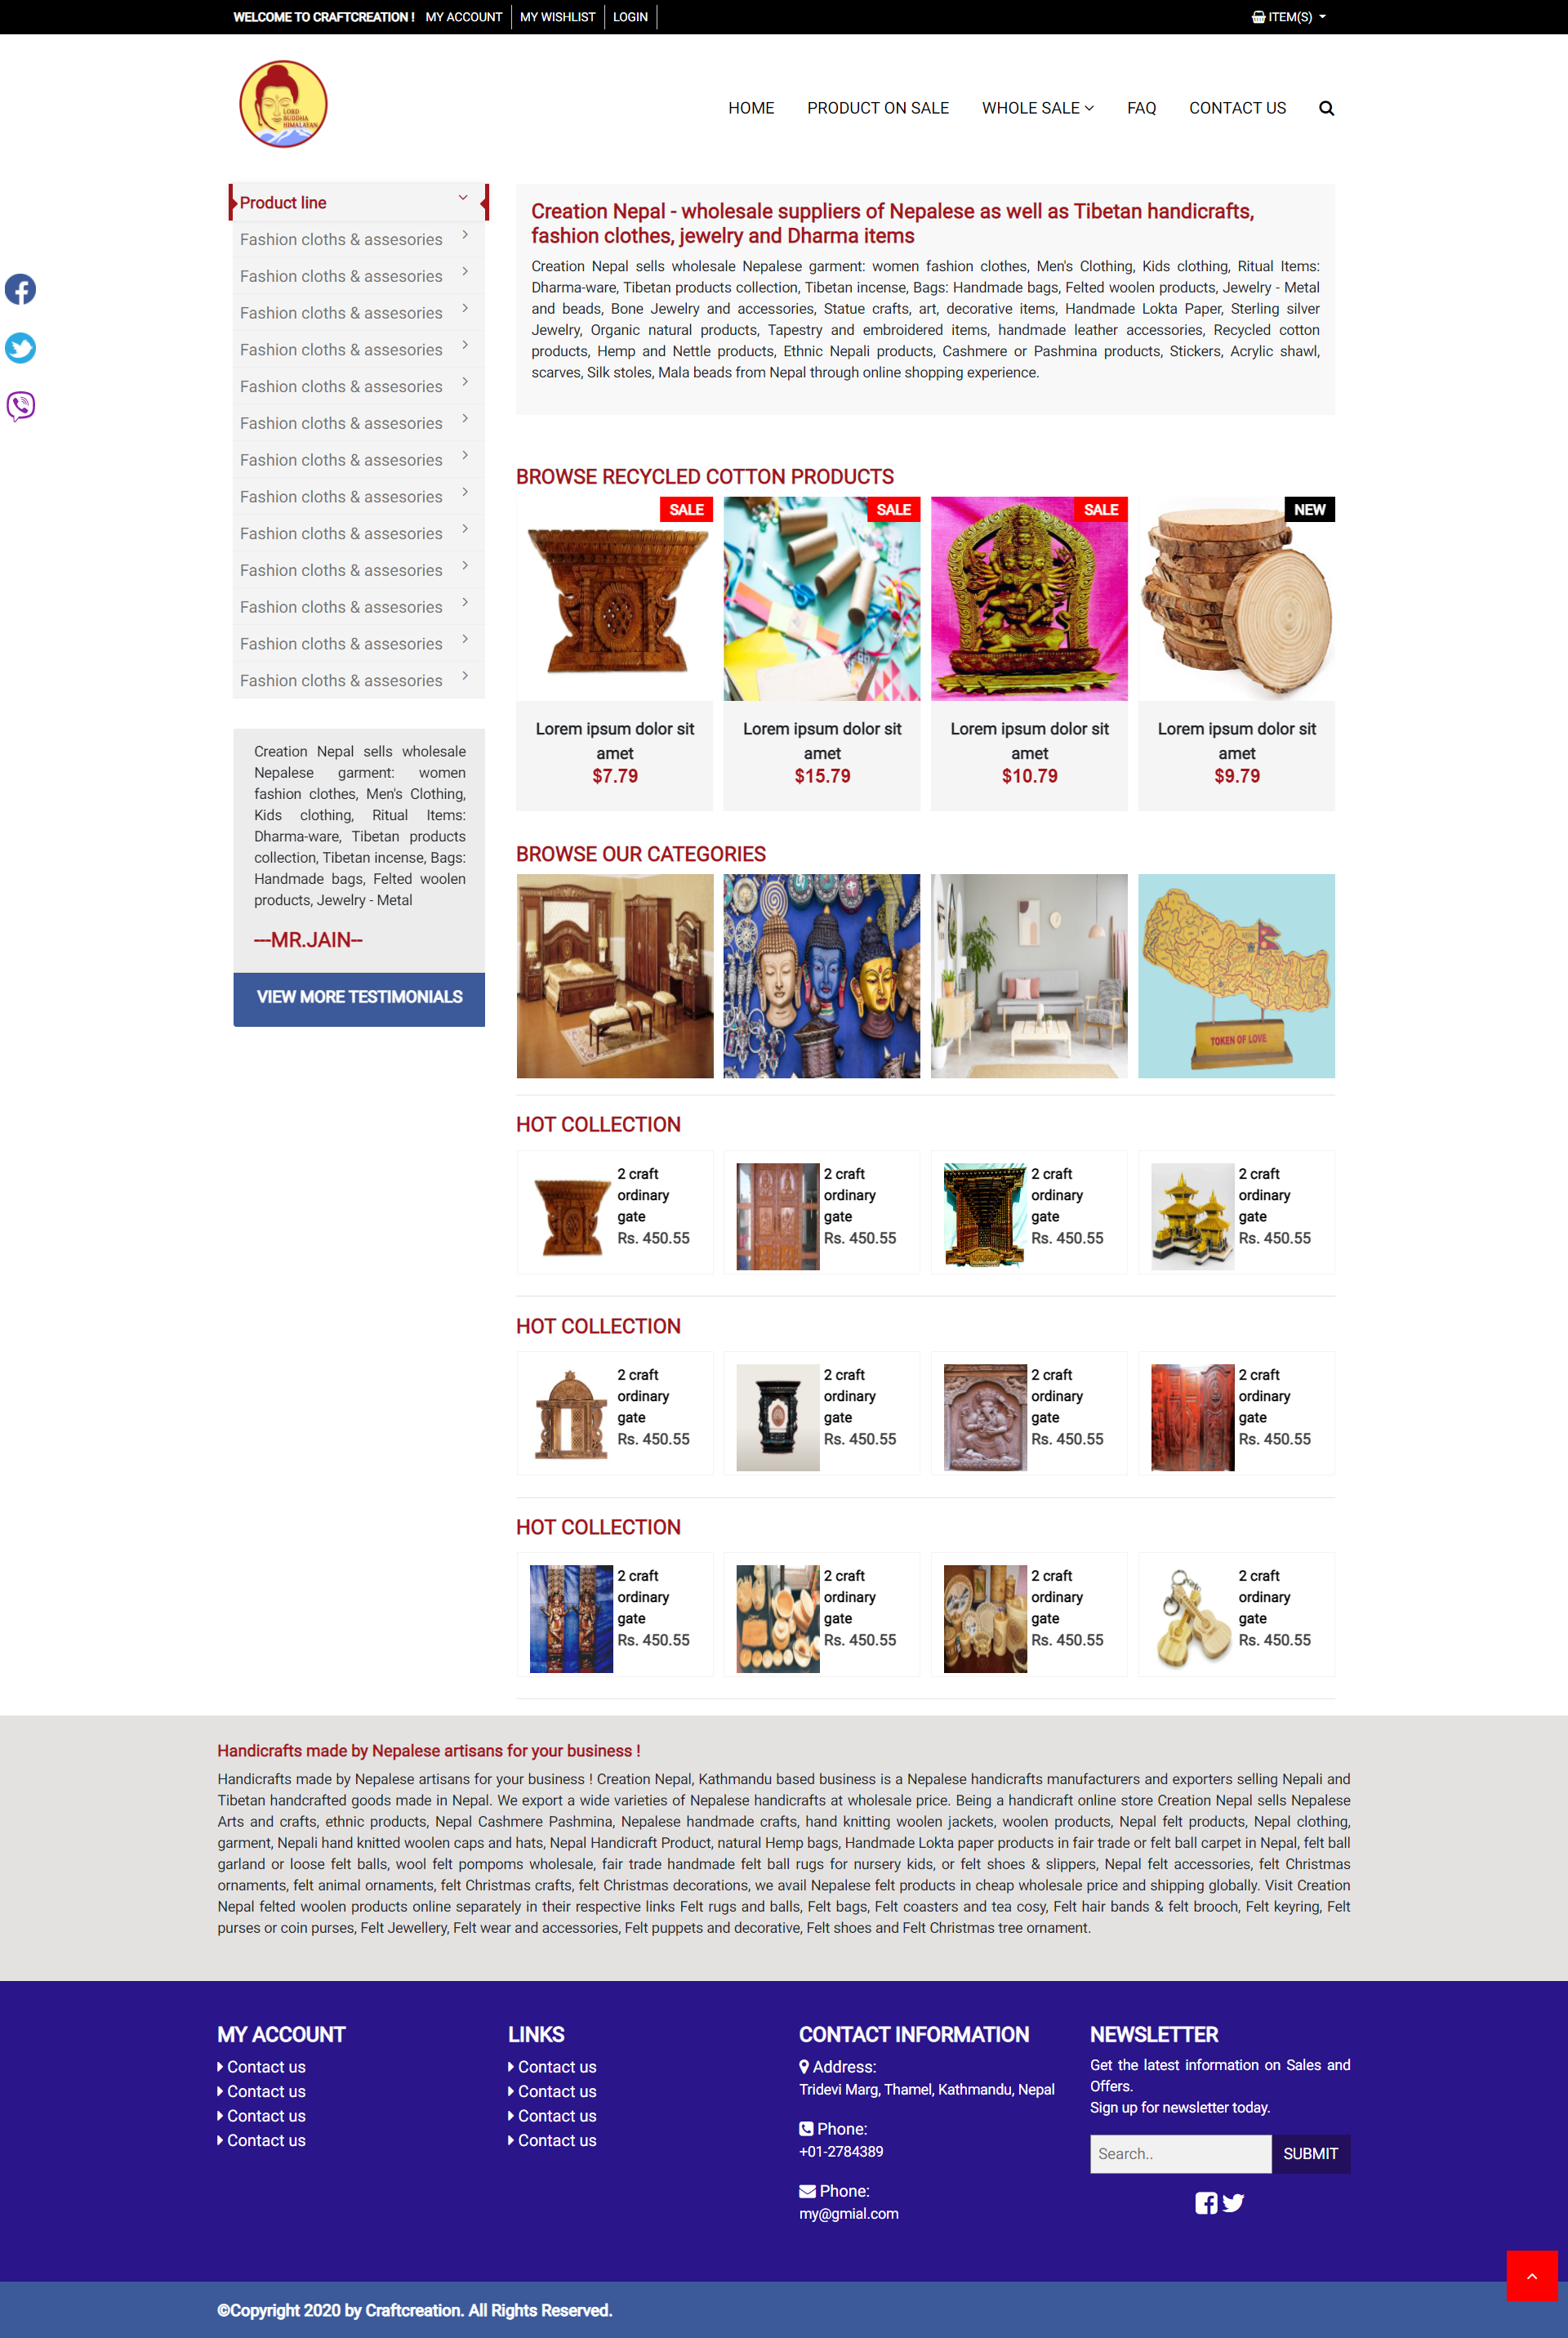 WELCOME TO CRAFTCREATION ! MY ACCOUNT MY WISHLIST LOGIN ITEM(S)
LORD
BUDDHA
HIMALAYAN
HOME PRODUCT ON SALE WHOLE SALE FAQ CONTACT US
Product line
Fashion cloths & assesories
Fashion cloths & assesories
Fashion cloths & assesories
Fashion cloths & assesories
Fashion cloths & assesories
Fashion cloths & assesories
Fashion cloths & assesories
Fashion cloths & assesories
Fashion cloths & assesories
Fashion cloths & assesories
Fashion cloths & assesories
Fashion cloths & assesories
Fashion cloths & assesories
Creation Nepal sells wholesale
Nepalese garment: women
fashion clothes, Men's Clothing,
Kids clothing, Ritual Items:
Dharma-ware, Tibetan products
collection, Tibetan incense, Bags:
Handmade bags, Felted woolen
products, Jewelry - Metal
---MR.JAIN--
VIEW MORE TESTIMONIALS
Creation Nepal - wholesale suppliers of Nepalese as well as Tibetan handicrafts,
fashion clothes, jewelry and Dharma items
Creation Nepal sells wholesale Nepalese garment: women fashion clothes, Men's Clothing, Kids clothing, Ritual Items:
Dharma-ware, Tibetan products collection, Tibetan incense, Bags: Handmade bags, Felted woolen products, Jewelry - Metal
and beads, Bone Jewelry and accessories, Statue crafts, art, decorative items, Handmade Lokta Paper, Sterling silver
Jewelry, Organic natural products, Tapestry and embroidered items, handmade leather accessories, Recycled cotton
products, Hemp and Nettle products, Ethnic Nepali products, Cashmere or Pashmina products, Stickers, Acrylic shawl,
scarves, Silk stoles, Mala beads from Nepal through online shopping experience.
BROWSE RECYCLED COTTON PRODUCTS
SALE SALE SALE NEW
Lorem ipsum dolor sit Lorem ipsum dolor sit Lorem ipsum dolor sit Lorem ipsum dolor sit
amet amet amet amet
$7.79 $15.79 $10.79 $9.79
BROWSE OUR CATEGORIES
TOKEN OF LOVE
HOT COLLECTION
2 craft 2 craft 2 craft 2 craft
ordinary ordinary ordinary ordinary
gate gate gate gate
Rs. 450.55 Rs. 450.55 Rs. 450.55 Rs. 450.55
HOT COLLECTION
2 craft 2 craft 2 craft 2 craft
ordinary ordinary ordinary ordinary
gate gate gate gate
Rs. 450.55 Rs. 450.55 Rs. 450.55 Rs. 450.55
HOT COLLECTION
2 craft 2 craft 2 craft 2 craft
ordinary ordinary ordinary ordinary
gate gate gate gate
Rs. 450.55 Rs. 450.55 Rs. 450.55 Rs. 450.55
Handicrafts made by Nepalese artisans for your business !
Handicrafts made by Nepalese artisans for your business ! Creation Nepal, Kathmandu based business is a Nepalese handicrafts manufacturers and exporters selling Nepali and
Tibetan handcrafted goods made in Nepal. We export a wide varieties of Nepalese handicrafts at wholesale price. Being a handicraft online store Creation Nepal sells Nepalese
Arts and crafts, ethnic products, Nepal Cashmere Pashmina, Nepalese handmade crafts, hand knitting woolen jackets, woolen products, Nepal felt products, Nepal clothing,
garment, Nepali hand knitted woolen caps and hats, Nepal Handicraft Product, natural Hemp bags, Handmade Lokta paper products in fair trade or felt ball carpet in Nepal, felt ball
garland or loose felt balls, wool felt pompoms wholesale, fair trade handmade felt ball rugs for nursery kids, or felt shoes & slippers, Nepal felt accessories, felt Christmas
ornaments, felt animal ornaments, felt Christmas crafts, felt Christmas decorations, we avail Nepalese felt products in cheap wholesale price and shipping globally. Visit Creation
Nepal felted woolen products online separately in their respective links Felt rugs and balls, Felt bags, Felt coasters and tea cosy, Felt hair bands & felt brooch, Felt keyring, Felt
purses or coin purses, Felt Jewellery, Felt wear and accessories, Felt puppets and decorative, Felt shoes and Felt Christmas tree ornament.
MY ACCOUNT
Contact us
Contact us
Contact us
Contact us
LINKS
Contact us
Contact us
Contact us
Contact us
CONTACT INFORMATION
Address:
Tridevi Marg, Thamel, Kathmandu, Nepal
Phone:
+01-2784389
Phone:
my@gmial.com
NEWSLETTER
Get the latest information on Sales and
Offers.
Sign up for newsletter today.
Search.. SUBMIT
©Copyright 2020 by Craftcreation. All Rights Reserved.